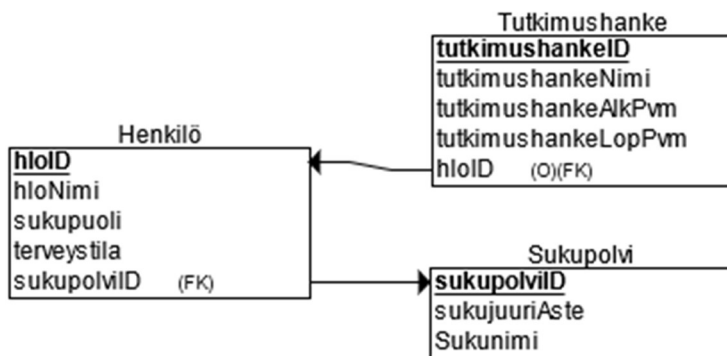 Tutkimushanke
tutkimushankeID
tutkimushankeNimi
tutkimushankeAlkPvm
tutkimushankeLopPvm
hloID (O)(FK)
Henkilö
hloID
hloNimi
sukupuoli
terveystila
sukupolviID (FK)
Sukupolvi
sukupolviID
sukujuuriAste
Sukunimi